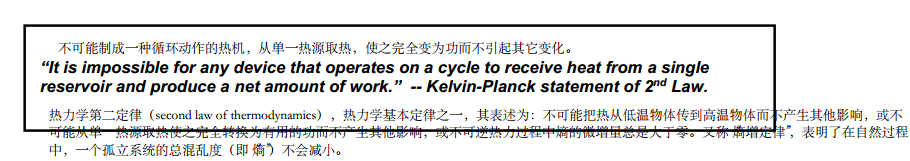 不可能制成一种循环动作的热机，从单一热源取热，使之完全变为功而不引起其它变化。
“It is impossible for any device that operates on a cycle to receive heat from a single
reservoir and produce a net amount of work.” -- Kelvin-Planck statement of 2nd Law.
热力学第二定律（second law of thermodynamics），热力学基本定律之一，其表述为：不可能把热从低温物体传到高温物体而不产生其他影响，或不
可能从单一热源取热使之完全转换为有用的功而不产生其他影响，或不可逆热力过程中熵的微增量总是大于零。又称“熵增定律”，表明了在自然过程
中，一个孤立系统的总混乱度（即“熵”）不会减小。